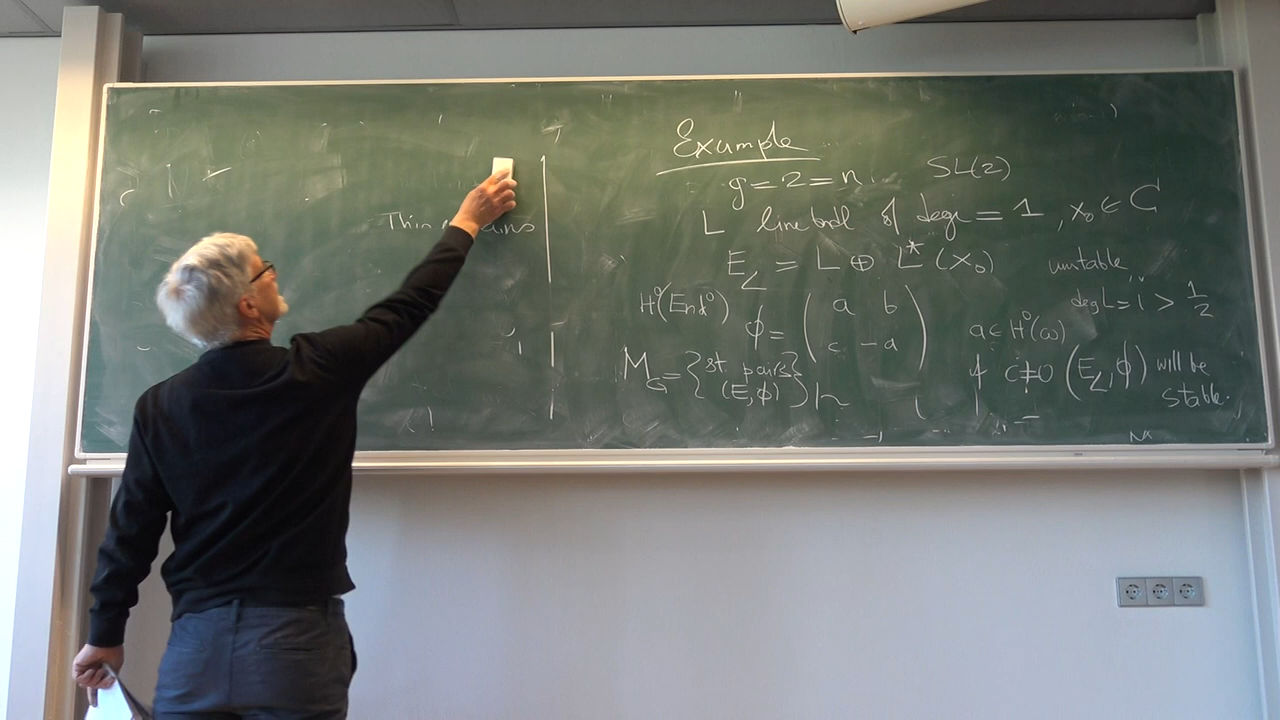 Example
g = 2 = n, SL(2)
L line bdl of degr = 1, x₀ ∈ C
E_L = L ⊕ L*(x₀) unstable
deg L = 1 > 1/2
H⁰(End⁰) ϕ = ( a b
c -a ) a ∈ H⁰(ω)
M_G = { st. pairs
(E, ϕ) }/~
if c ≠ 0 (E_L, ϕ) will be
stable.